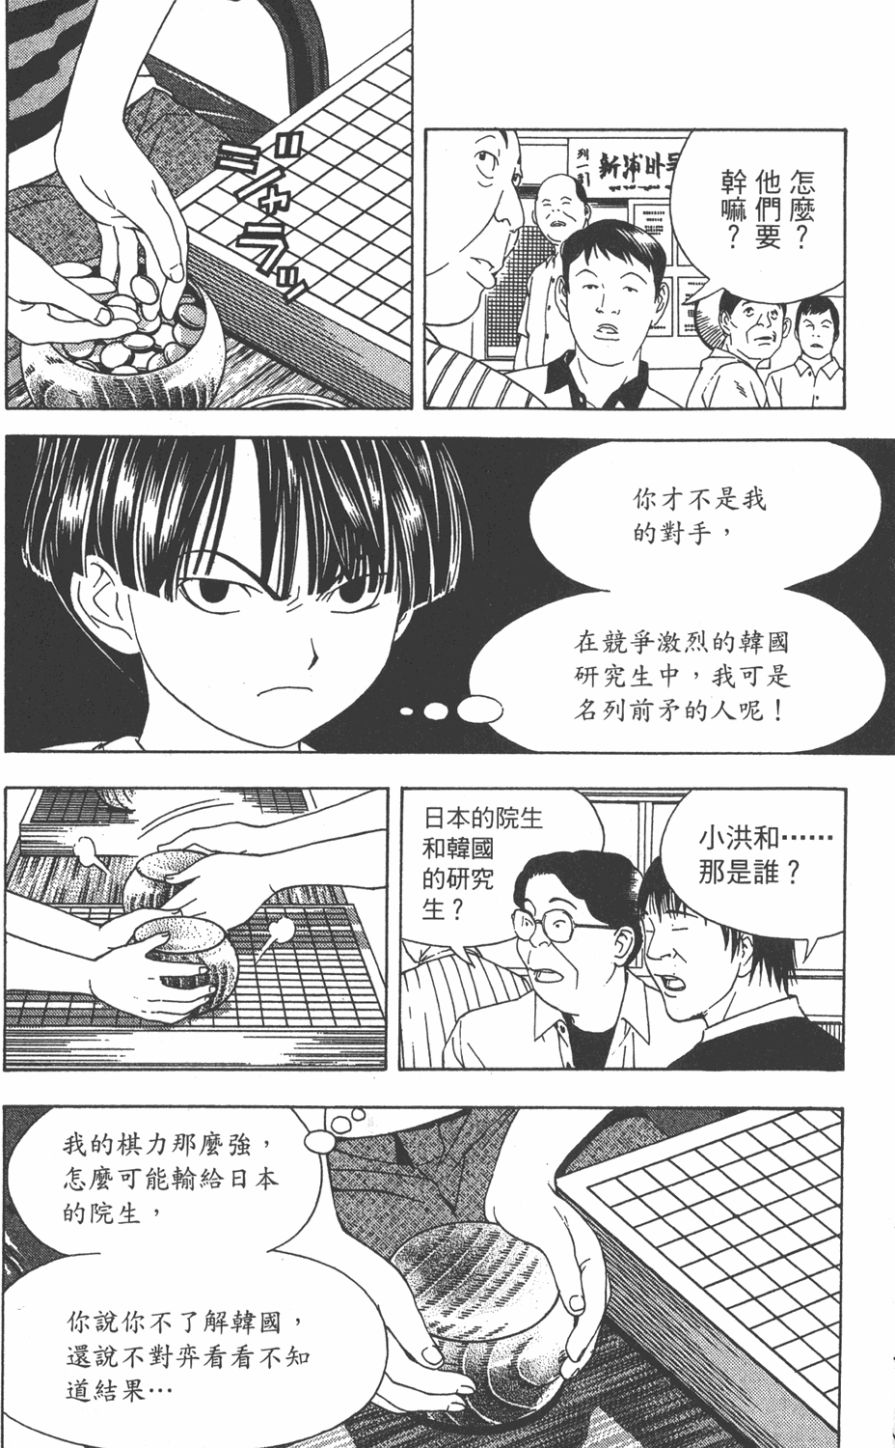 ジャラッ
新浦바둑
怎麼？
他們要
幹嘛？
你才不是我
的對手，
在競爭激烈的韓國
研究生中，我可是
名列前矛的人呢！
日本的院生
和韓國
的研究
生？
小洪和……
那是誰？
我的棋力那麼強，
怎麼可能輸給日本
的院生，
你說你不了解韓國，
還說不對弈看看不知
道結果…